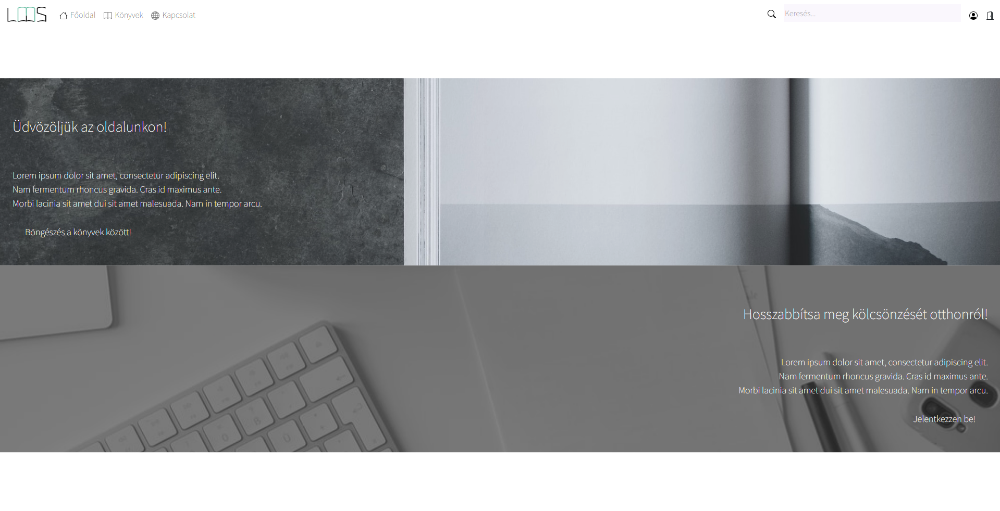 LMS
Főoldal
Könyvek
Kapcsolat
Keresés...
Üdvözöljük az oldalunkon!
Lorem ipsum dolor sit amet, consectetur adipiscing elit.
Nam fermentum rhoncus gravida. Cras id maximus ante.
Morbi lacinia sit amet dui sit amet malesuada. Nam in tempor arcu.
Böngészés a könyvek között!
Hosszabbítsa meg kölcsönzését otthonról!
Lorem ipsum dolor sit amet, consectetur adipiscing elit.
Nam fermentum rhoncus gravida. Cras id maximus ante.
Morbi lacinia sit amet dui sit amet malesuada. Nam in tempor arcu.
Jelentkezzen be!